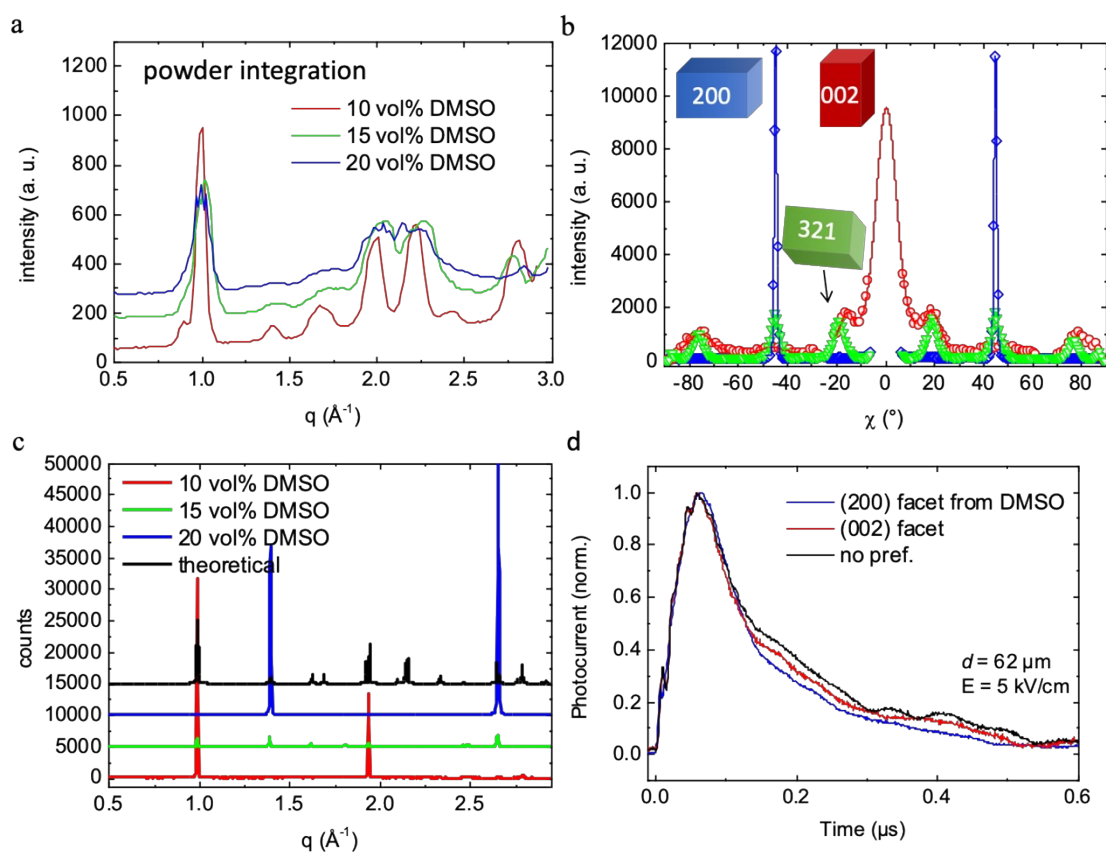 a
powder integration
10 vol% DMSO
15 vol% DMSO
20 vol% DMSO
1200
1000
800
600
400
200
0
intensity (a. u.)
0.5 1.0 1.5 2.0 2.5 3.0
q (Å⁻¹)
b
200
002
321
12000
10000
8000
6000
4000
2000
0
intensity (a. u.)
-80 -60 -40 -20 0 20 40 60 80
χ (°)
c
10 vol% DMSO
15 vol% DMSO
20 vol% DMSO
theoretical
50000
45000
40000
35000
30000
25000
20000
15000
10000
5000
0
counts
0.5 1.0 1.5 2.0 2.5
q (Å⁻¹)
d
(200) facet from DMSO
(002) facet
no pref.
d = 62 µm
E = 5 kV/cm
1.0
0.8
0.6
0.4
0.2
0.0
Photocurrent (norm.)
0.0 0.2 0.4 0.6
Time (µs)